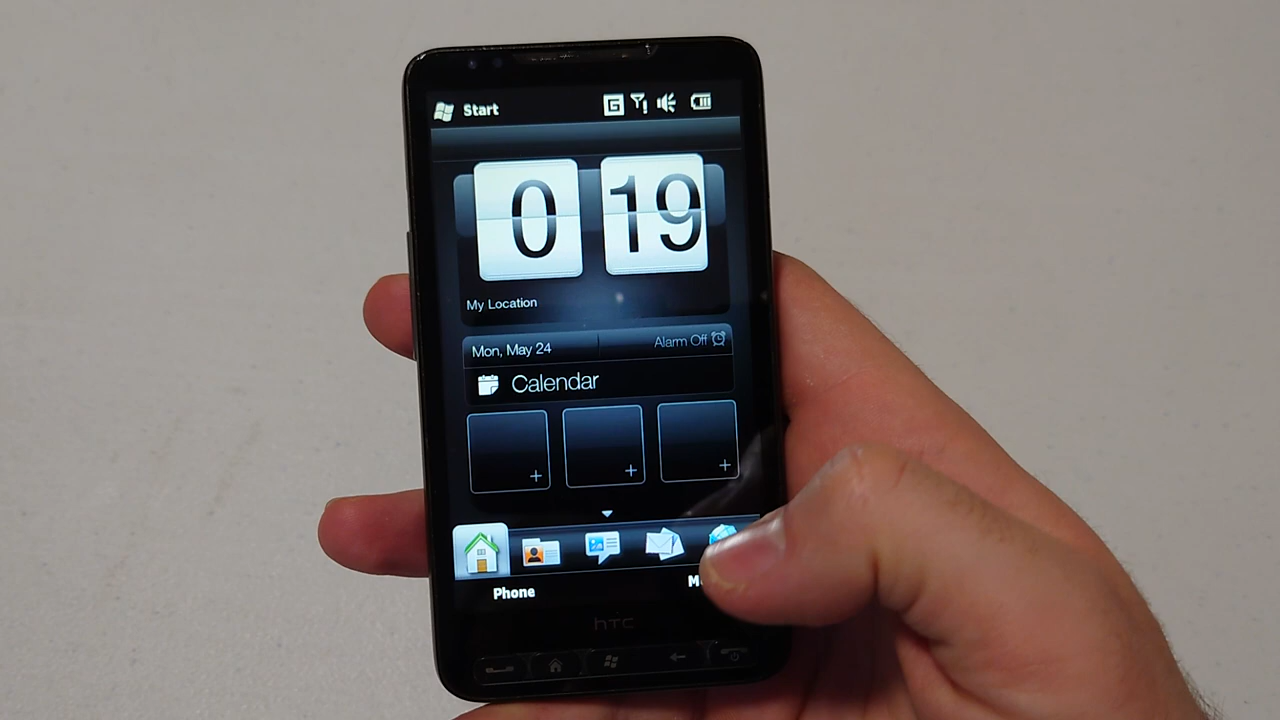 Start
G
0 19
My Location
Mon, May 24 Alarm Off
Calendar
Phone M
hTC